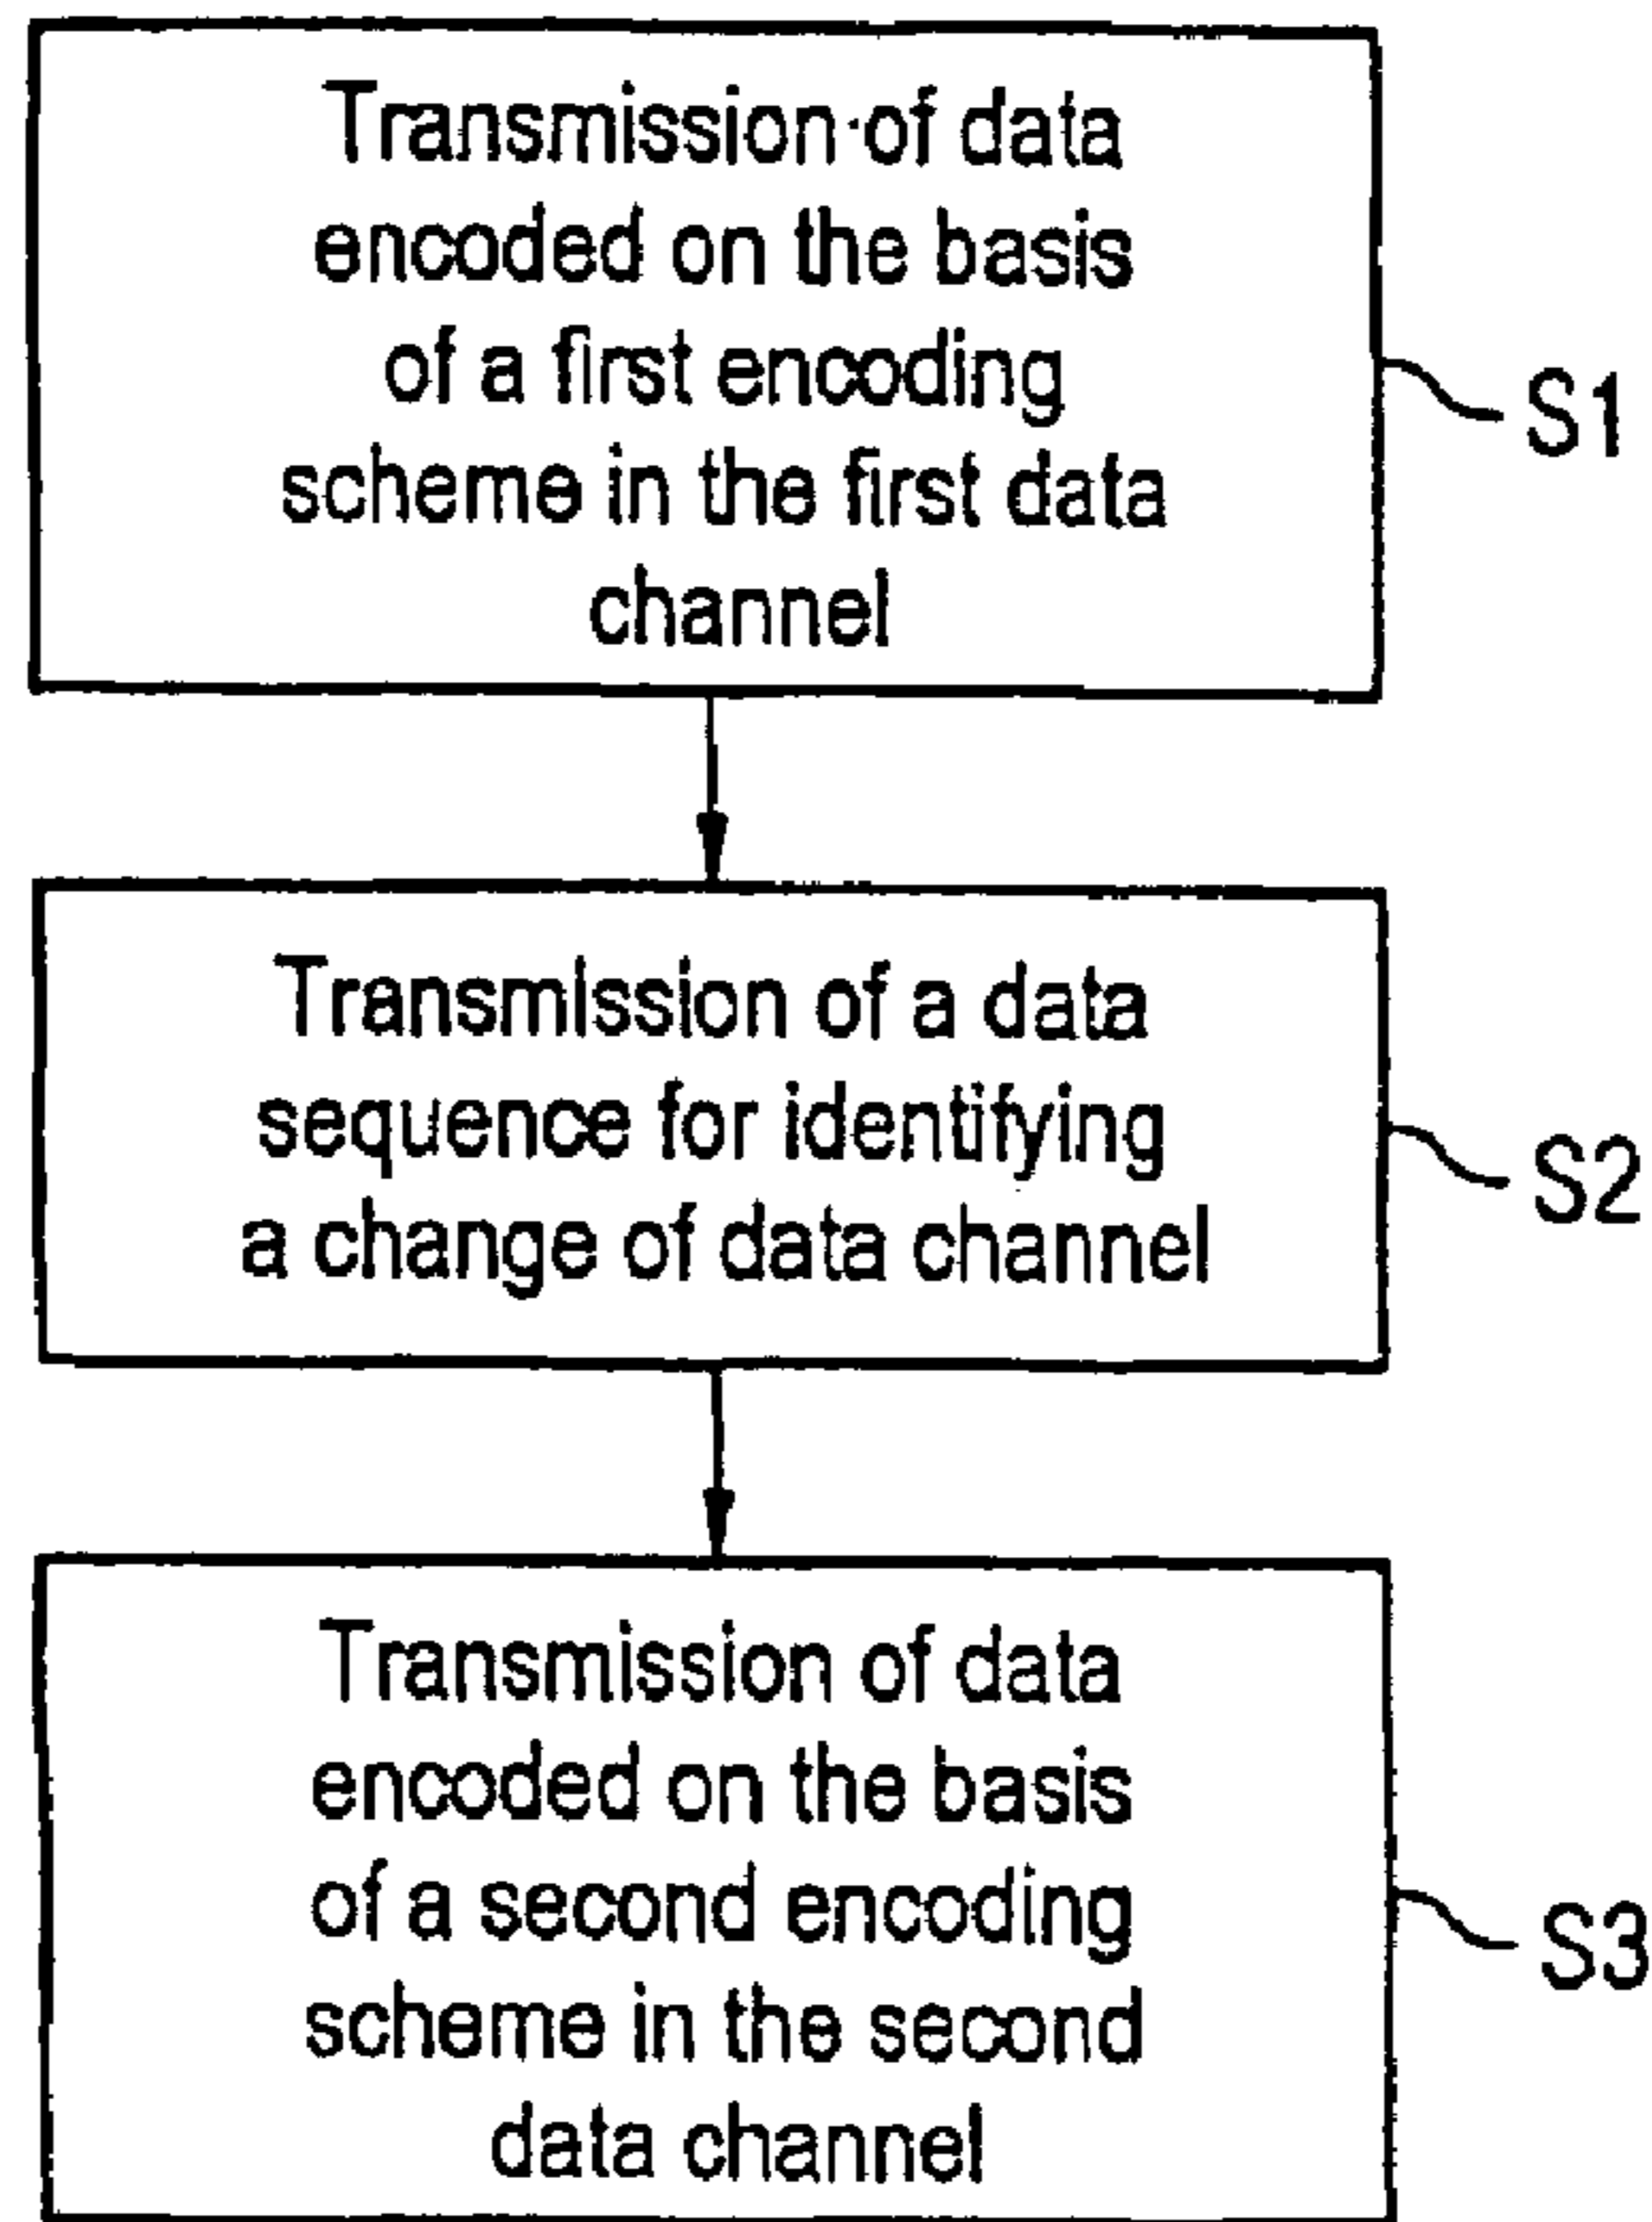 Transmission of data
encoded on the basis
of a first encoding
scheme in the first data
channel
S1
Transmission of a data
sequence for identifying
a change of data channel
S2
Transmission of data
encoded on the basis
of a second encoding
scheme in the second
data channel
S3